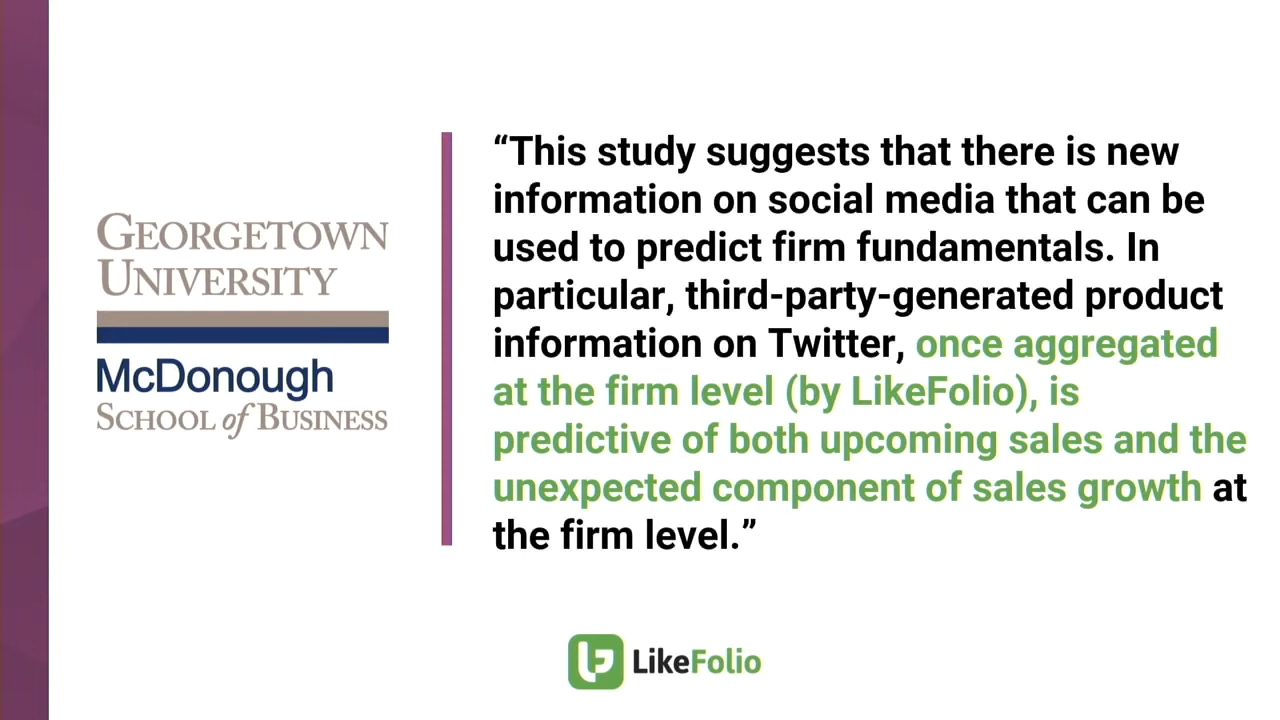 GEORGETOWN
UNIVERSITY
McDonough
SCHOOL of BUSINESS
“This study suggests that there is new
information on social media that can be
used to predict firm fundamentals. In
particular, third-party-generated product
information on Twitter, once aggregated
at the firm level (by LikeFolio), is
predictive of both upcoming sales and the
unexpected component of sales growth at
the firm level.”
LikeFolio